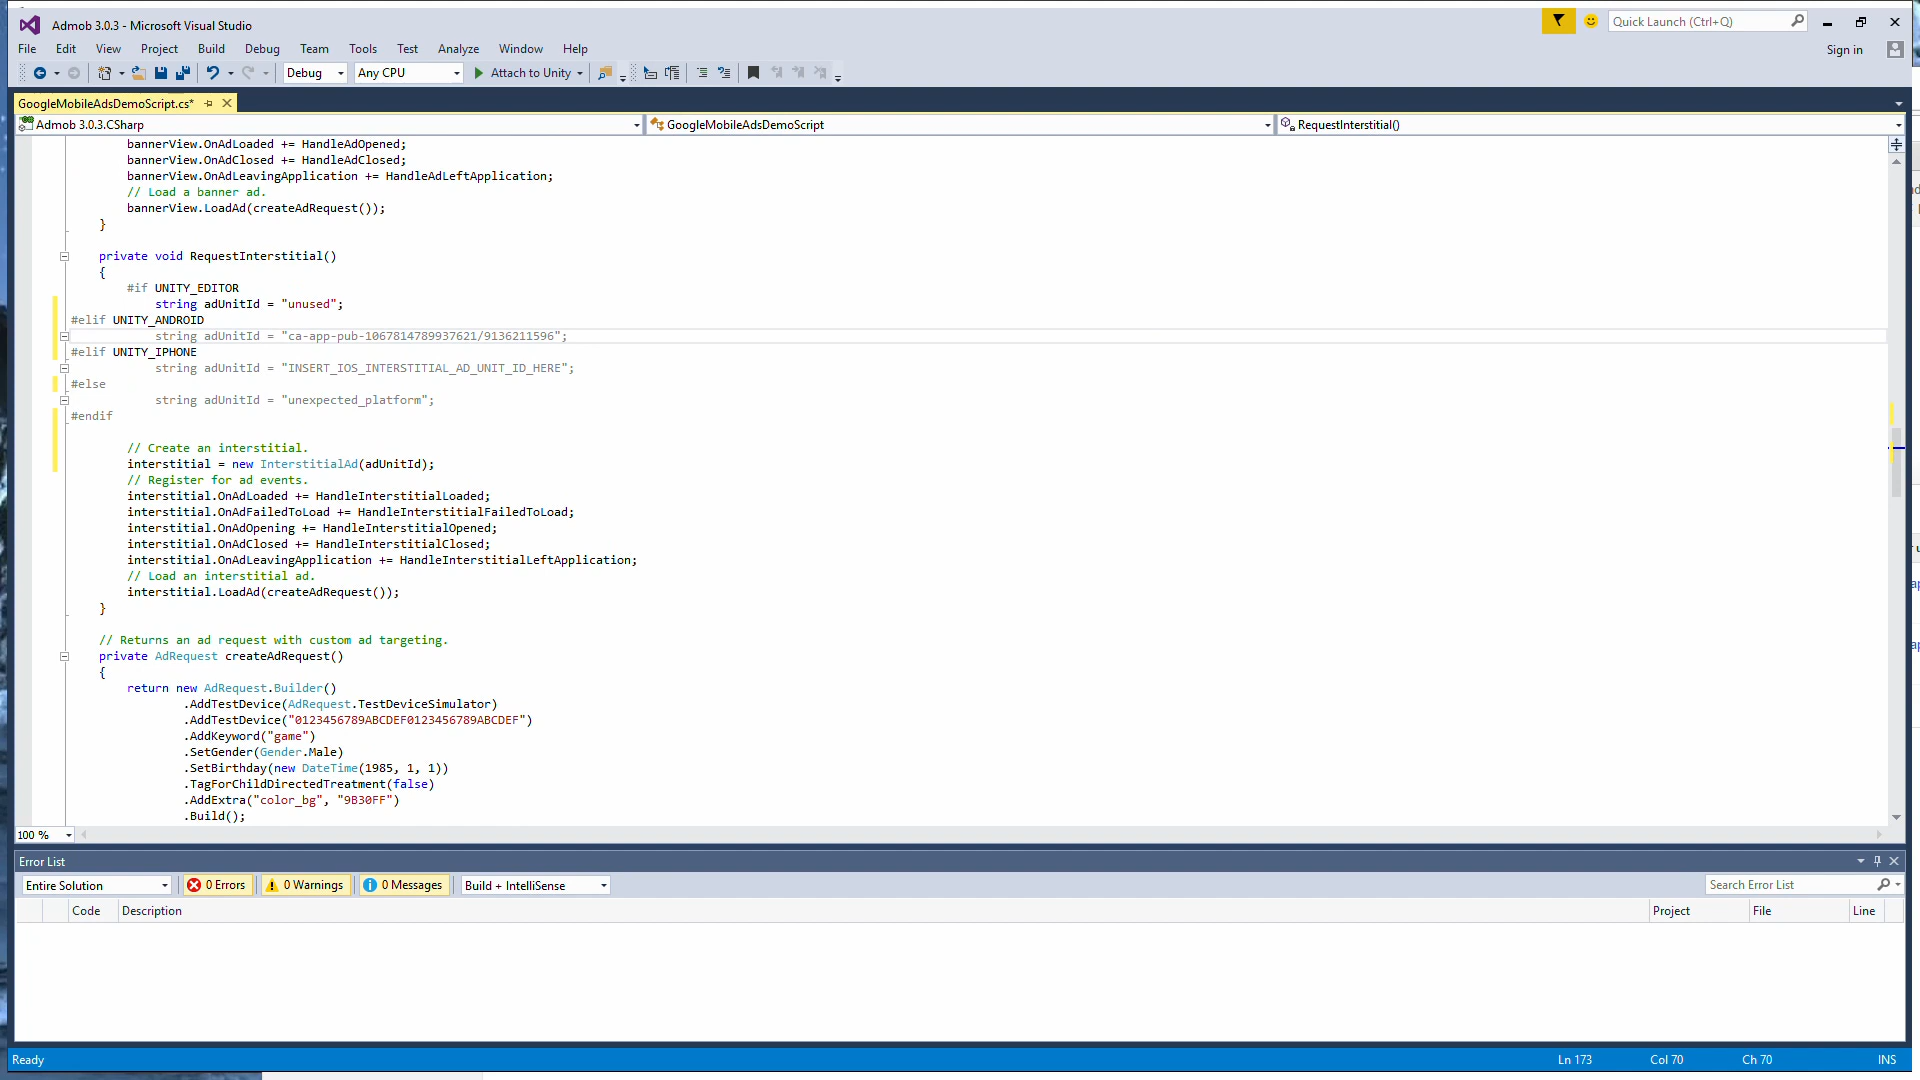 Admob 3.0.3 - Microsoft Visual Studio
Quick Launch (Ctrl+Q)
File Edit View Project Build Debug Team Tools Test Analyze Window Help
Sign in
Debug Any CPU Attach to Unity
GoogleMobileAdsDemoScript.cs*
Admob 3.0.3.CSharp GoogleMobileAdsDemoScript RequestInterstitial()
bannerView.OnAdLoaded += HandleAdOpened;
bannerView.OnAdClosed += HandleAdClosed;
bannerView.OnAdLeavingApplication += HandleAdLeftApplication;
// Load a banner ad.
bannerView.LoadAd(createAdRequest());
}
private void RequestInterstitial()
{
#if UNITY_EDITOR
string adUnitId = "unused";
#elif UNITY_ANDROID
string adUnitId = "ca-app-pub-1067814789937621/9136211596";
#elif UNITY_IPHONE
string adUnitId = "INSERT_IOS_INTERSTITIAL_AD_UNIT_ID_HERE";
#else
string adUnitId = "unexpected_platform";
#endif
// Create an interstitial.
interstitial = new InterstitialAd(adUnitId);
// Register for ad events.
interstitial.OnAdLoaded += HandleInterstitialLoaded;
interstitial.OnAdFailedToLoad += HandleInterstitialFailedToLoad;
interstitial.OnAdOpening += HandleInterstitialOpened;
interstitial.OnAdClosed += HandleInterstitialClosed;
interstitial.OnAdLeavingApplication += HandleInterstitialLeftApplication;
// Load an interstitial ad.
interstitial.LoadAd(createAdRequest());
}
// Returns an ad request with custom ad targeting.
private AdRequest createAdRequest()
{
return new AdRequest.Builder()
.AddTestDevice(AdRequest.TestDeviceSimulator)
.AddTestDevice("0123456789ABCDEF0123456789ABCDEF")
.AddKeyword("game")
.SetGender(Gender.Male)
.SetBirthday(new DateTime(1985, 1, 1))
.TagForChildDirectedTreatment(false)
.AddExtra("color_bg", "9B30FF")
.Build();
100 %
Error List
Entire Solution 0 Errors 0 Warnings 0 Messages Build + IntelliSense Search Error List
Code Description Project File Line
Ready Ln 173 Col 70 Ch 70 INS